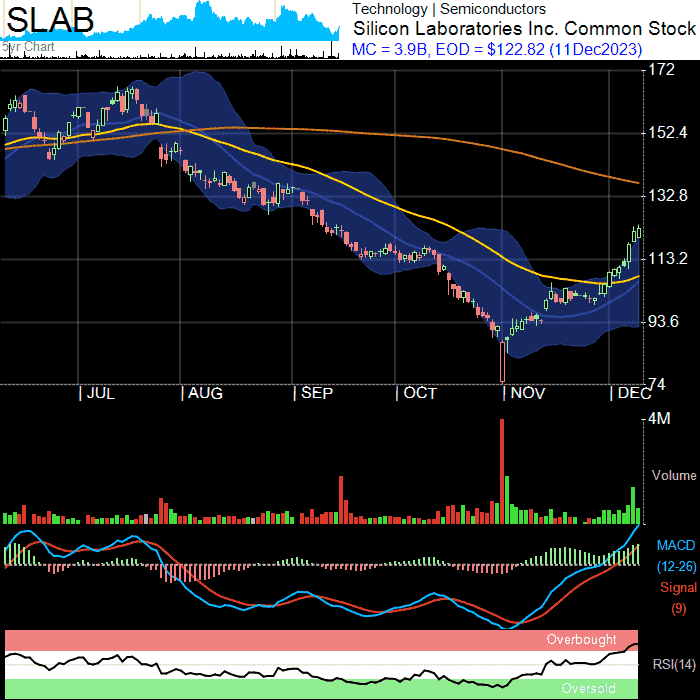 SLAB
5yr Chart
Technology | Semiconductors
Silicon Laboratories Inc. Common Stock
MC = 3.9B, EOD = $122.82 (11Dec2023)
172
152.4
132.8
113.2
93.6
74
JUL
AUG
SEP
OCT
NOV
DEC
4M
Volume
MACD
(12-26)
Signal
(9)
Overbought
RSI(14)
Oversold